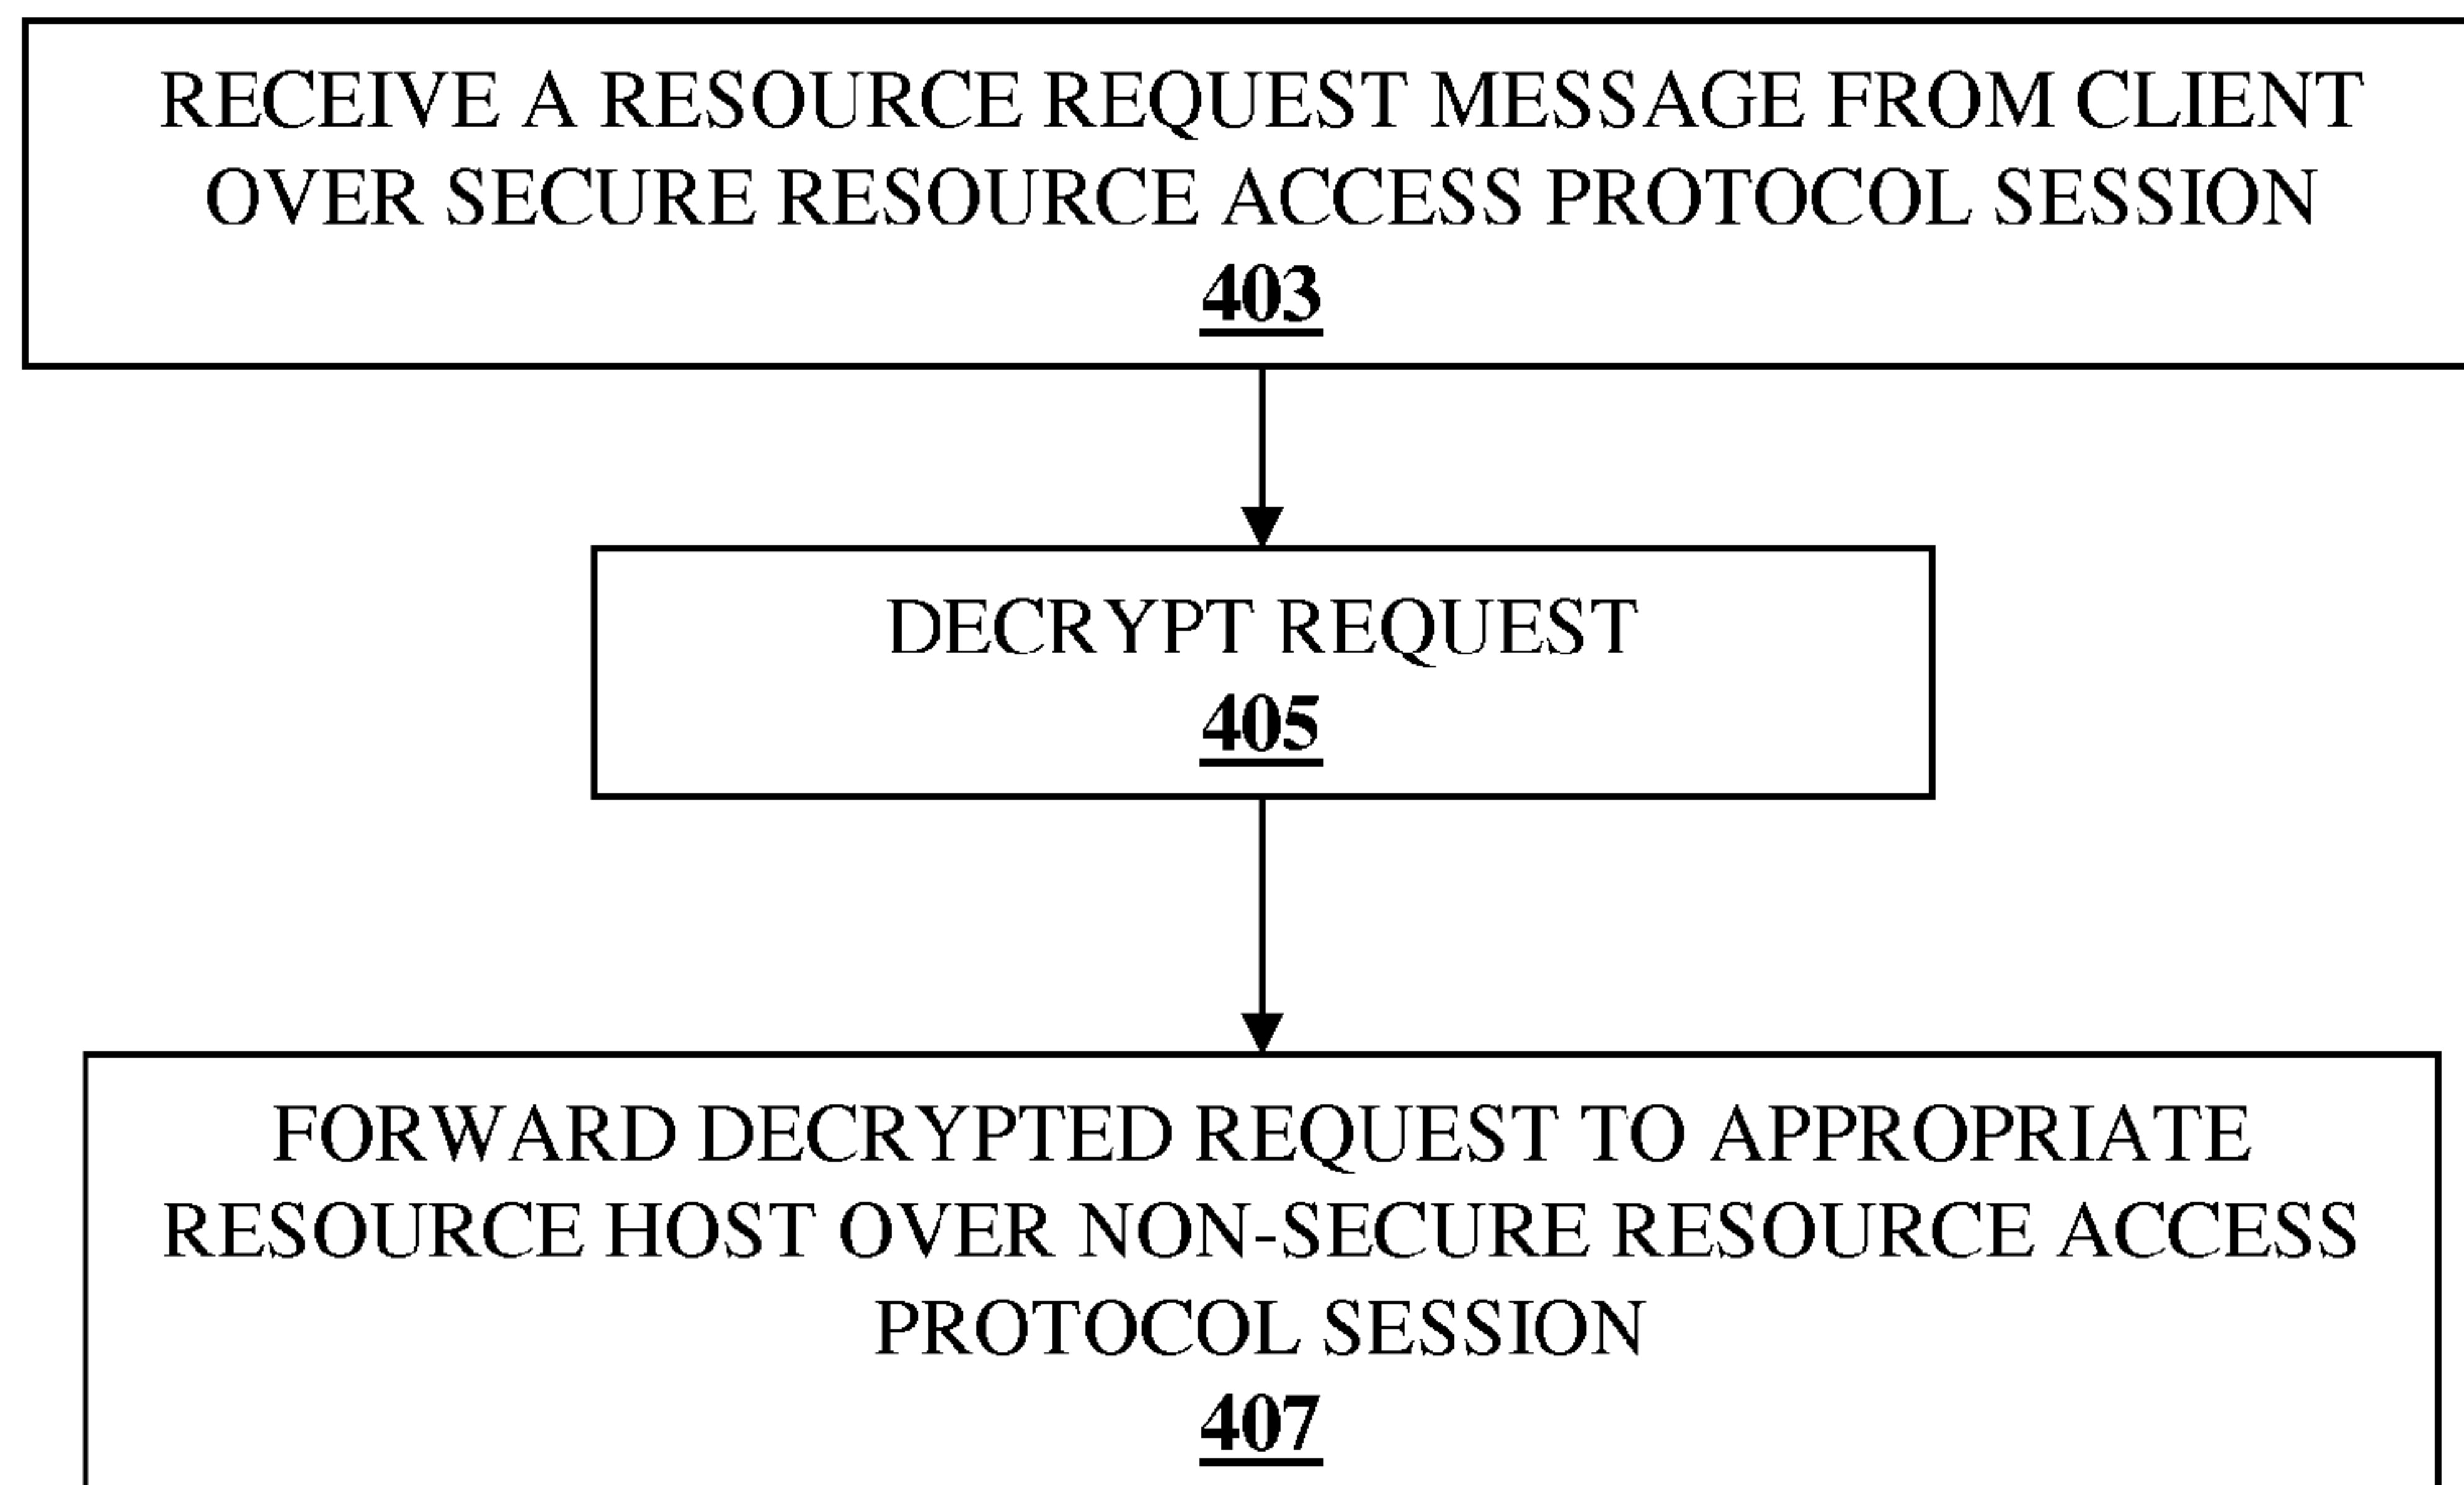 RECEIVE A RESOURCE REQUEST MESSAGE FROM CLIENT
OVER SECURE RESOURCE ACCESS PROTOCOL SESSION
403
DECRYPT REQUEST
405
FORWARD DECRYPTED REQUEST TO APPROPRIATE
RESOURCE HOST OVER NON-SECURE RESOURCE ACCESS
PROTOCOL SESSION
407